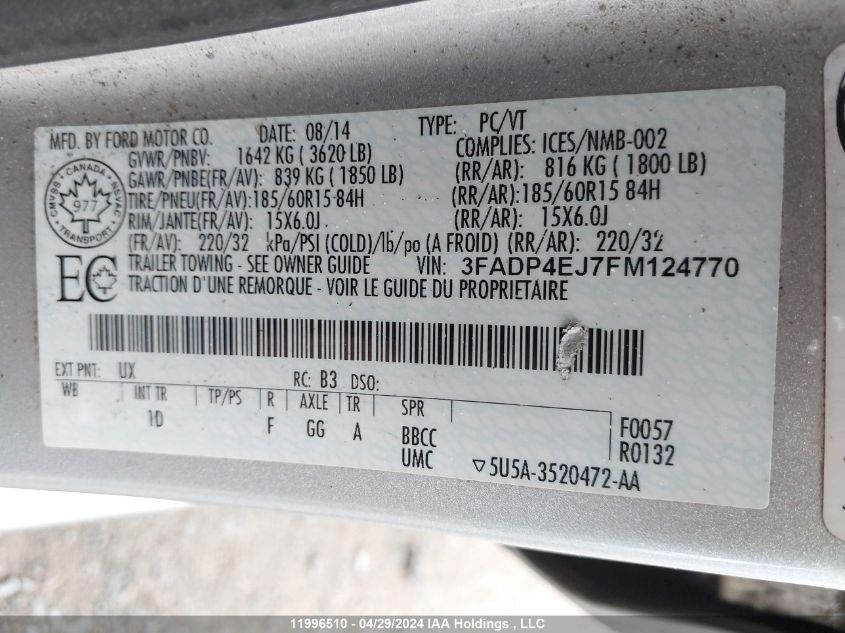 MFD. BY FORD MOTOR CO. DATE: 08/14 TYPE: PC/VT
GVWR/PNBV: 1642 KG ( 3620 LB) COMPLIES: ICES/NMB-002
GAWR/PNBE(FR/AV): 839 KG ( 1850 LB) (RR/AR): 816 KG ( 1800 LB)
TIRE/PNEU(FR/AV):185/60R15 84H (RR/AR): 185/60R15 84H
RIM/JANTE(FR/AV): 15X6.0J (RR/AR): 15X6.0J
(FR/AV): 220/32 kPa/PSI (COLD)/lb/po (A FROID) (RR/AR): 220/32
TRAILER TOWING - SEE OWNER GUIDE VIN: 3FADP4EJ7FM124770
TRACTION D'UNE REMORQUE - VOIR LE GUIDE DU PROPRIETAIRE
CMVSS • CANADA • NSVAC
977
TRANSPORT
EC
EXT PNT: UX RC: B3 DSO:
WB INT TR TP/PS R AXLE TR SPR
1D F GG A BBCC F0057
UMC R0132
▽5U5A-3520472-AA
11996510 - 04/29/2024 IAA Holdings , LLC